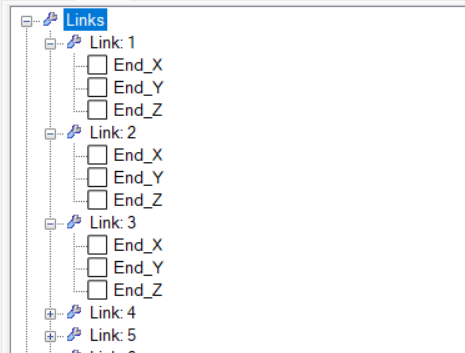 Links
Link: 1
End_X
End_Y
End_Z
Link: 2
End_X
End_Y
End_Z
Link: 3
End_X
End_Y
End_Z
Link: 4
Link: 5